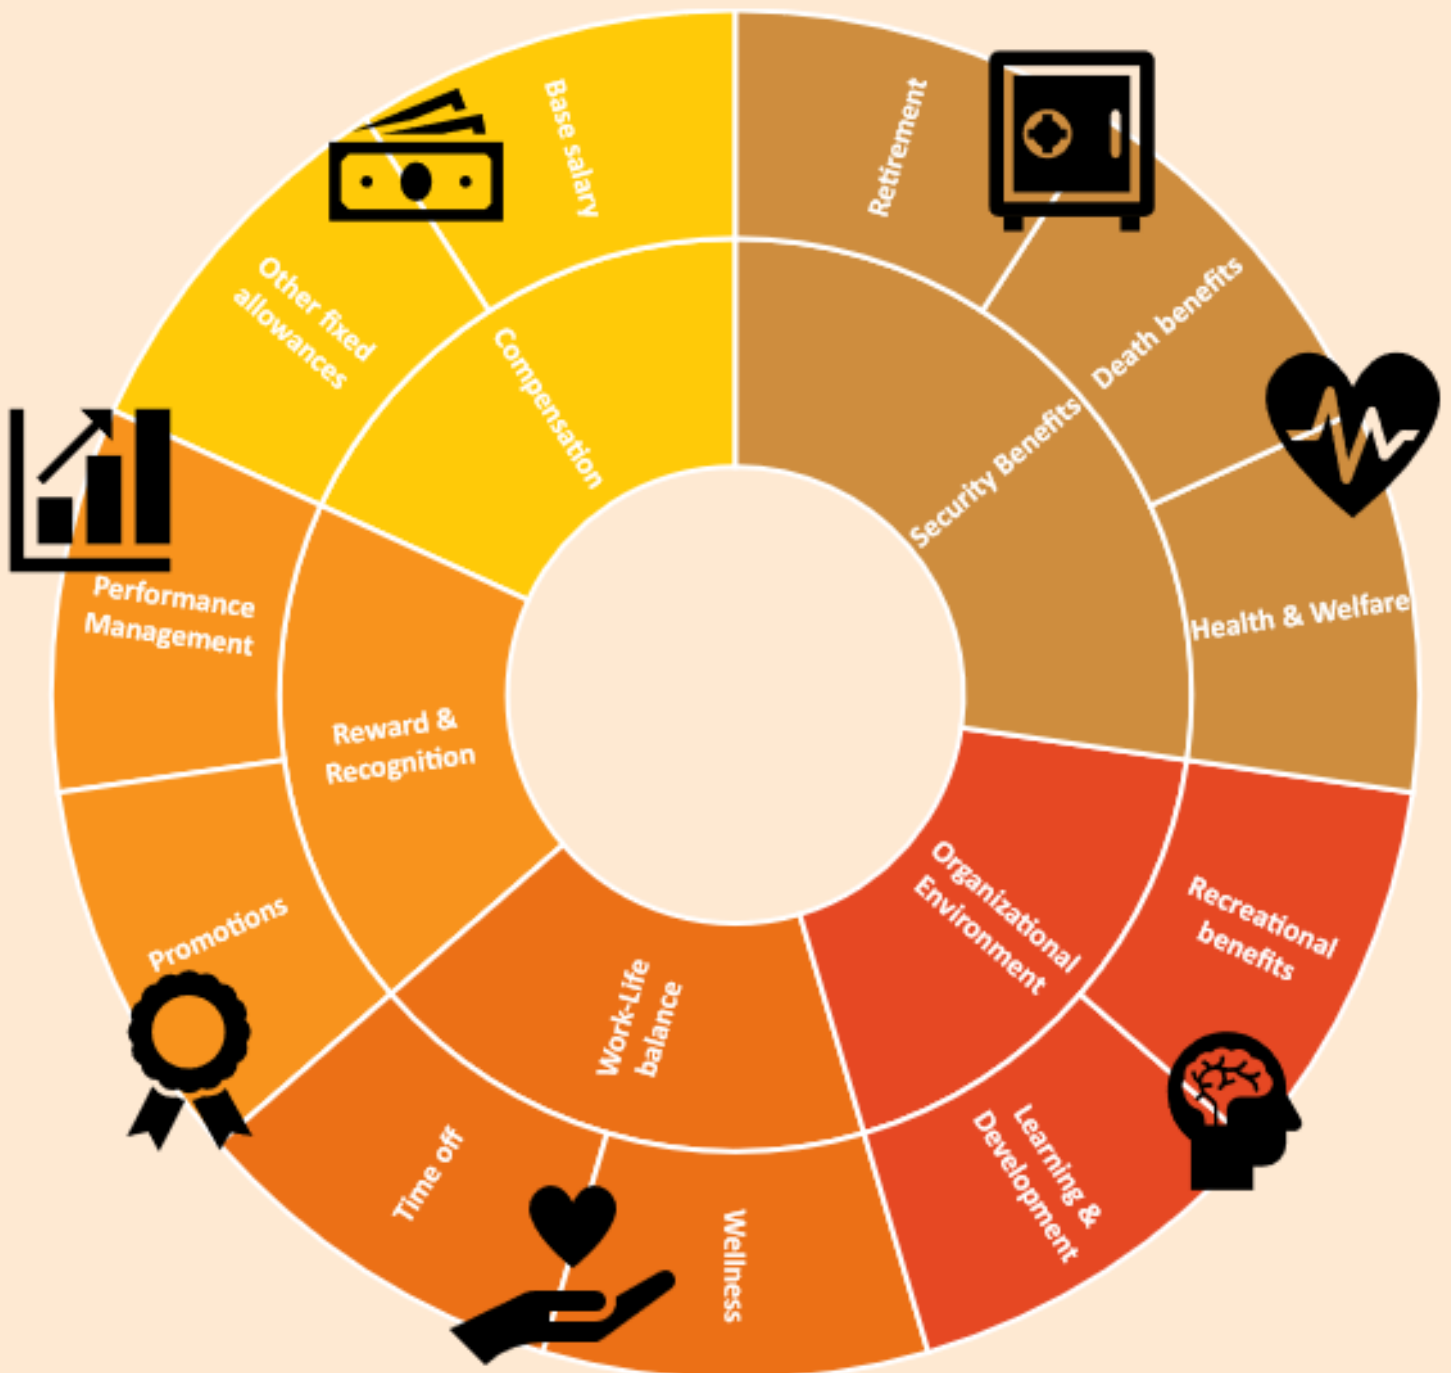 Base salary
Retirement
Other fixed
allowances
Compensation
Death benefits
Security Benefits
Health & Welfare
Performance
Management
Reward &
Recognition
Organizational
Environment
Recreational
benefits
Promotions
Work-Life
balance
Time off
Wellness
Learning &
Development